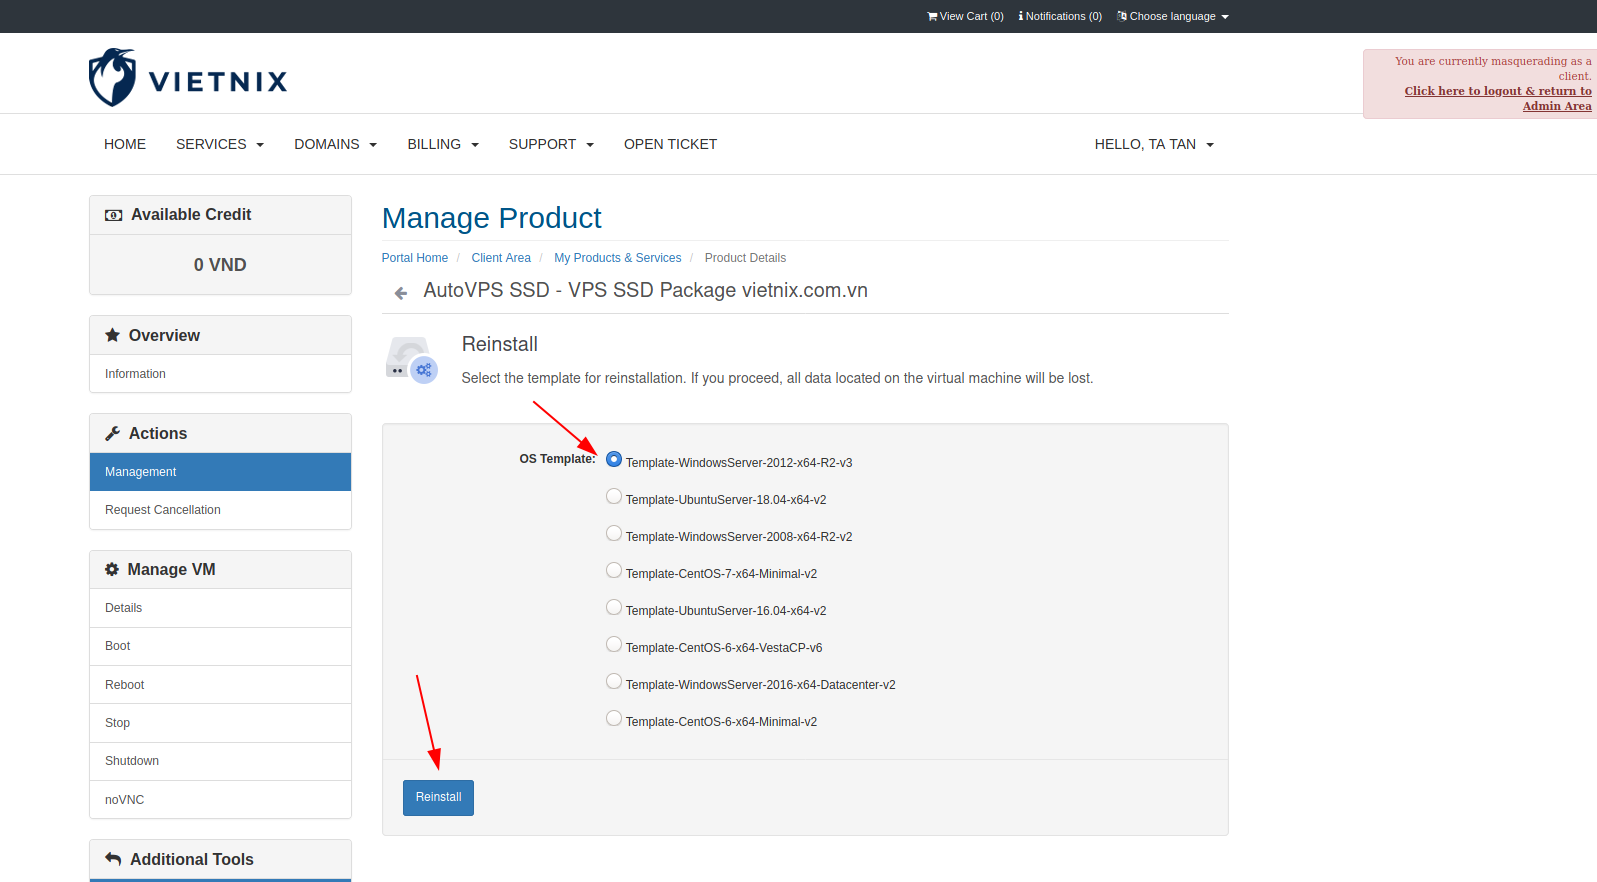 View Cart (0) Notifications (0) Choose language
VIETNIX
You are currently masquerading as a
client.
Click here to logout & return to
Admin Area
HOME SERVICES DOMAINS BILLING SUPPORT OPEN TICKET HELLO, TA TAN
Available Credit
0 VND
Overview
Information
Actions
Management
Request Cancellation
Manage VM
Details
Boot
Reboot
Stop
Shutdown
noVNC
Additional Tools
Manage Product
Portal Home / Client Area / My Products & Services / Product Details
AutoVPS SSD - VPS SSD Package vietnix.com.vn
Reinstall
Select the template for reinstallation. If you proceed, all data located on the virtual machine will be lost.
OS Template: Template-WindowsServer-2012-x64-R2-v3
Template-UbuntuServer-18.04-x64-v2
Template-WindowsServer-2008-x64-R2-v2
Template-CentOS-7-x64-Minimal-v2
Template-UbuntuServer-16.04-x64-v2
Template-CentOS-6-x64-VestaCP-v6
Template-WindowsServer-2016-x64-Datacenter-v2
Template-CentOS-6-x64-Minimal-v2
Reinstall